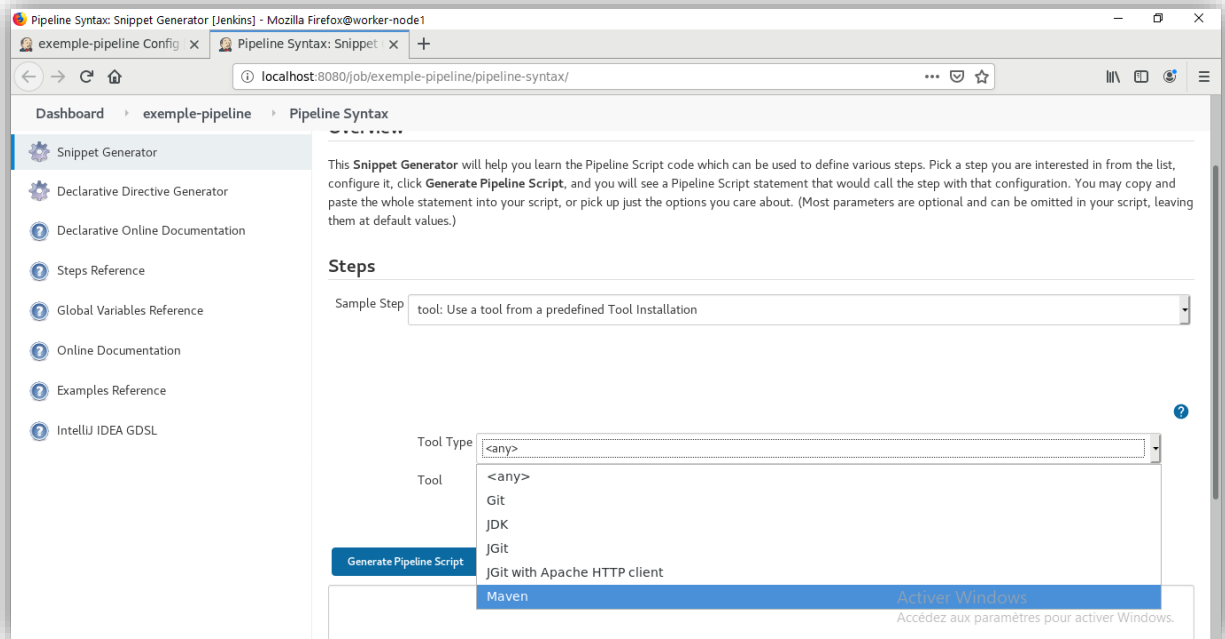 Pipeline Syntax: Snippet Generator [Jenkins] - Mozilla Firefox@worker-node1
exemple-pipeline Config
Pipeline Syntax: Snippet
localhost:8080/job/exemple-pipeline/pipeline-syntax/
Dashboard
exemple-pipeline
Pipeline Syntax
Snippet Generator
Declarative Directive Generator
Declarative Online Documentation
Steps Reference
Global Variables Reference
Online Documentation
Examples Reference
IntelliJ IDEA GDSL
Overview
This Snippet Generator will help you learn the Pipeline Script code which can be used to define various steps. Pick a step you are interested in from the list,
configure it, click Generate Pipeline Script, and you will see a Pipeline Script statement that would call the step with that configuration. You may copy and
paste the whole statement into your script, or pick up just the options you care about. (Most parameters are optional and can be omitted in your script, leaving
them at default values.)
Steps
Sample Step
tool: Use a tool from a predefined Tool Installation
Tool Type
<any>
Tool
<any>
Git
JDK
JGit
JGit with Apache HTTP client
Maven
Generate Pipeline Script
Activer Windows
Accédez aux paramètres pour activer Windows.